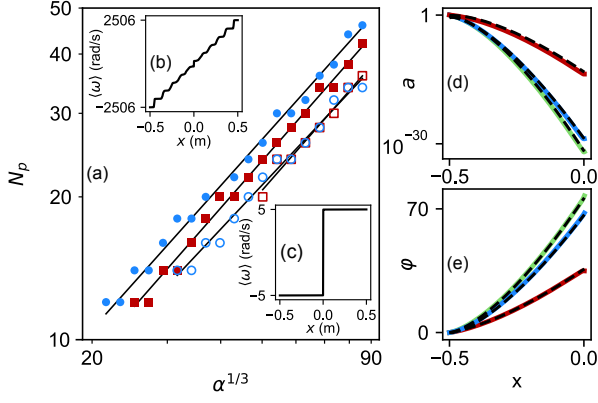 50
40
30
20
10
N_p
(a)
20
90
α^{1/3}
2506
−2506
⟨ω⟩ (rad/s)
(b)
−0.5
0.0
0.5
x (m)
5
−5
⟨ω⟩ (rad/s)
(c)
−0.5
0.0
0.5
x (m)
1
10^{−30}
a
(d)
−0.5
0.0
70
0
φ
(e)
−0.5
0.0
x